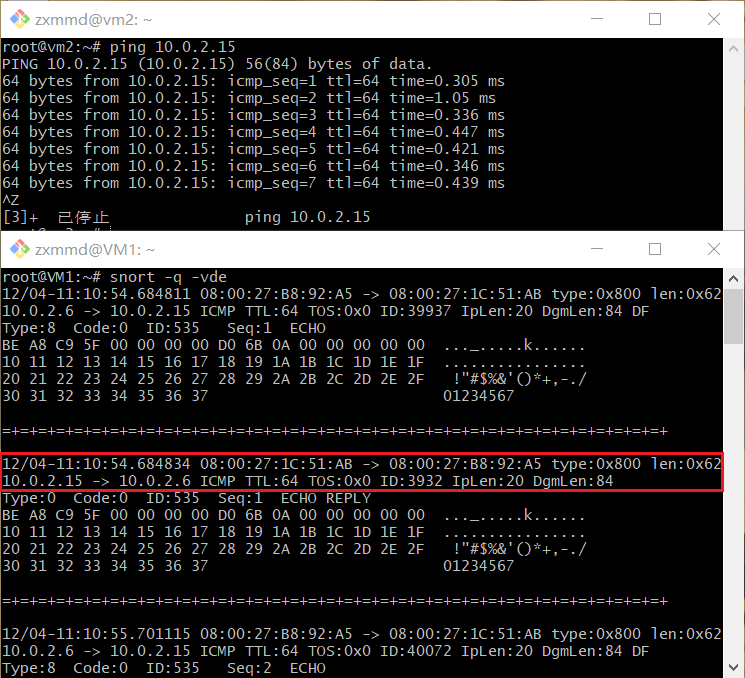 zxmmd@vm2: ~
root@vm2:~# ping 10.0.2.15
PING 10.0.2.15 (10.0.2.15) 56(84) bytes of data.
64 bytes from 10.0.2.15: icmp_seq=1 ttl=64 time=0.305 ms
64 bytes from 10.0.2.15: icmp_seq=2 ttl=64 time=1.05 ms
64 bytes from 10.0.2.15: icmp_seq=3 ttl=64 time=0.336 ms
64 bytes from 10.0.2.15: icmp_seq=4 ttl=64 time=0.447 ms
64 bytes from 10.0.2.15: icmp_seq=5 ttl=64 time=0.421 ms
64 bytes from 10.0.2.15: icmp_seq=6 ttl=64 time=0.346 ms
64 bytes from 10.0.2.15: icmp_seq=7 ttl=64 time=0.439 ms
^Z
[3]+  已停止               ping 10.0.2.15
zxmmd@VM1: ~
root@VM1:~# snort -q -vde
12/04-11:10:54.684811 08:00:27:B8:92:A5 -> 08:00:27:1C:51:AB type:0x800 len:0x62
10.0.2.6 -> 10.0.2.15 ICMP TTL:64 TOS:0x0 ID:39937 IpLen:20 DgmLen:84 DF
Type:8  Code:0  ID:535   Seq:1  ECHO
BE A8 C9 5F 00 00 00 00 D0 6B 0A 00 00 00 00 00  ..._.....k......
10 11 12 13 14 15 16 17 18 19 1A 1B 1C 1D 1E 1F  ................
20 21 22 23 24 25 26 27 28 29 2A 2B 2C 2D 2E 2F   !"#$%&'()*+,-./
30 31 32 33 34 35 36 37                          01234567
=+=+=+=+=+=+=+=+=+=+=+=+=+=+=+=+=+=+=+=+=+=+=+=+=+=+=+=+=+=+=+=+=+=+=+=+=+
12/04-11:10:54.684834 08:00:27:1C:51:AB -> 08:00:27:B8:92:A5 type:0x800 len:0x62
10.0.2.15 -> 10.0.2.6 ICMP TTL:64 TOS:0x0 ID:3932 IpLen:20 DgmLen:84
Type:0  Code:0  ID:535  Seq:1  ECHO REPLY
BE A8 C9 5F 00 00 00 00 D0 6B 0A 00 00 00 00 00  ..._.....k......
10 11 12 13 14 15 16 17 18 19 1A 1B 1C 1D 1E 1F  ................
20 21 22 23 24 25 26 27 28 29 2A 2B 2C 2D 2E 2F   !"#$%&'()*+,-./
30 31 32 33 34 35 36 37                          01234567
=+=+=+=+=+=+=+=+=+=+=+=+=+=+=+=+=+=+=+=+=+=+=+=+=+=+=+=+=+=+=+=+=+=+=+=+=+
12/04-11:10:55.701115 08:00:27:B8:92:A5 -> 08:00:27:1C:51:AB type:0x800 len:0x62
10.0.2.6 -> 10.0.2.15 ICMP TTL:64 TOS:0x0 ID:40072 IpLen:20 DgmLen:84 DF
Type:8  Code:0  ID:535   Seq:2  ECHO